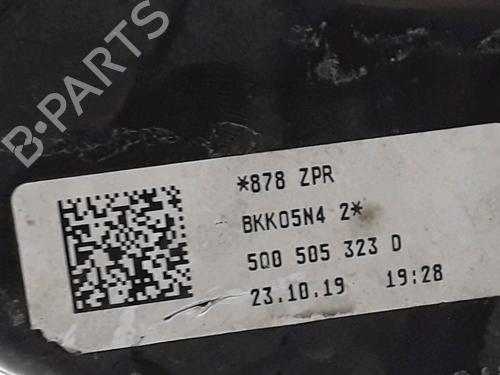 B-PARTS
*878 ZPR
BKK05N4 2*
5Q0 505 323 D
23.10.19 19:28